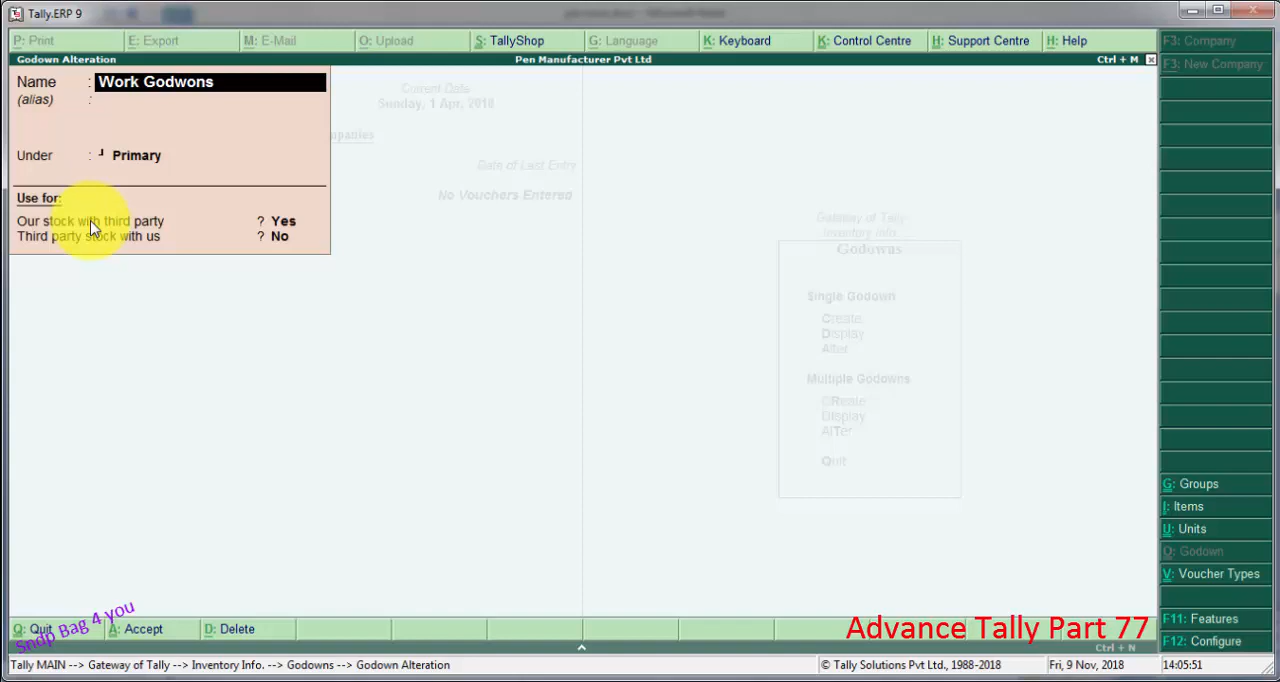 Tally.ERP 9
P: Print E: Export M: E-Mail O: Upload S: TallyShop G: Language K: Keyboard K: Control Centre H: Support Centre H: Help
F3: Company
Godown Alteration Pen Manufacturer Pvt Ltd Ctrl + M
F3: New Company
Name : Work Godwons
(alias) :
Current Date
Sunday, 1 Apr, 2018
Under : ┘ Primary
Date of Last Entry
No Vouchers Entered
Use for:
Our stock with third party ? Yes
Third party stock with us ? No
Gateway of Tally
Inventory Info.
Godowns
Single Godown
Create
Display
Alter
Multiple Godowns
CReate
Display
AlTer
Quit
G: Groups
I: Items
U: Units
O: Godown
V: Voucher Types
F11: Features
F12: Configure
Q: Quit A: Accept D: Delete
Sndp Bag 4 you
Advance Tally Part 77
Ctrl + N
Tally MAIN --> Gateway of Tally --> Inventory Info. --> Godowns --> Godown Alteration © Tally Solutions Pvt Ltd., 1988-2018 Fri, 9 Nov, 2018 14:05:51